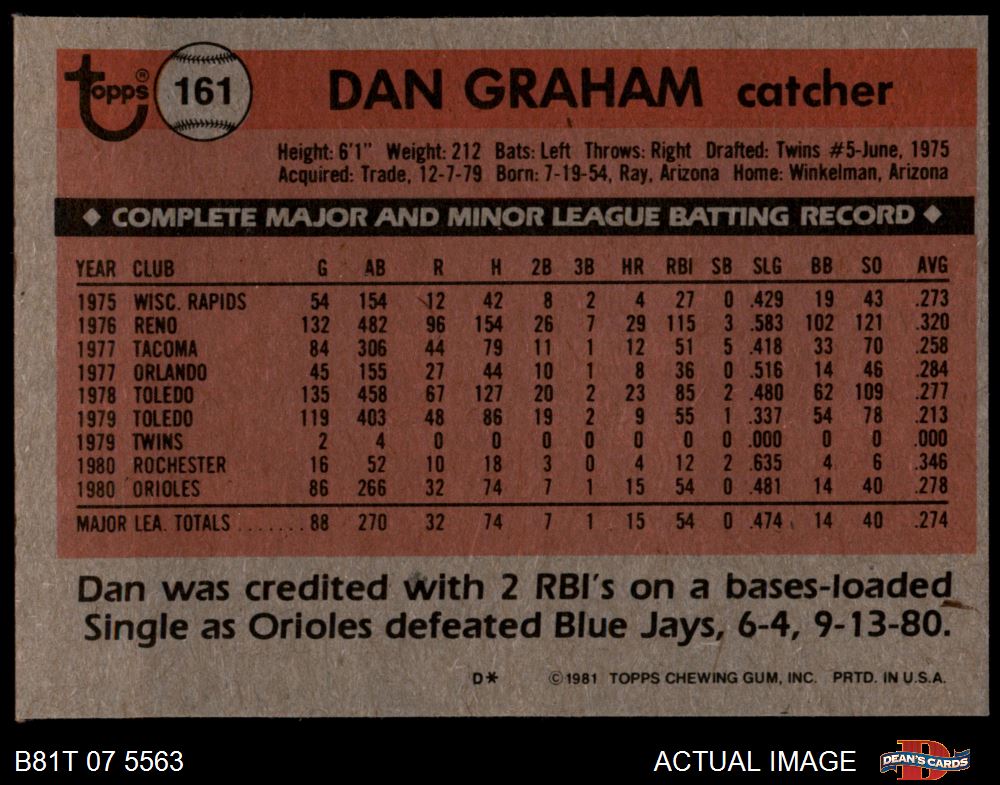 topps® 161 DAN GRAHAM catcher
Height: 6'1" Weight: 212 Bats: Left Throws: Right Drafted: Twins #5-June, 1975
Acquired: Trade, 12-7-79 Born: 7-19-54, Ray, Arizona Home: Winkelman, Arizona
◆ COMPLETE MAJOR AND MINOR LEAGUE BATTING RECORD ◆
YEAR CLUB G AB R H 2B 3B HR RBI SB SLG BB SO AVG
1975 WISC. RAPIDS 54 154 12 42 8 2 4 27 0 .429 19 43 .273
1976 RENO 132 482 96 154 26 7 29 115 3 .583 102 121 .320
1977 TACOMA 84 306 44 79 11 1 12 51 5 .418 33 70 .258
1977 ORLANDO 45 155 27 44 10 1 8 36 0 .516 14 46 .284
1978 TOLEDO 135 458 67 127 20 2 23 85 2 .480 62 109 .277
1979 TOLEDO 119 403 48 86 19 2 9 55 1 .337 54 78 .213
1979 TWINS 2 4 0 0 0 0 0 0 0 .000 0 0 .000
1980 ROCHESTER 16 52 10 18 3 0 4 12 2 .635 4 6 .346
1980 ORIOLES 86 266 32 74 7 1 15 54 0 .481 14 40 .278
MAJOR LEA. TOTALS ....... 88 270 32 74 7 1 15 54 0 .474 14 40 .274
Dan was credited with 2 RBI's on a bases-loaded
Single as Orioles defeated Blue Jays, 6-4, 9-13-80.
D* ©1981 TOPPS CHEWING GUM, INC. PRTD. IN U.S.A.
B81T 07 5563 ACTUAL IMAGE D DEAN'S CARDS